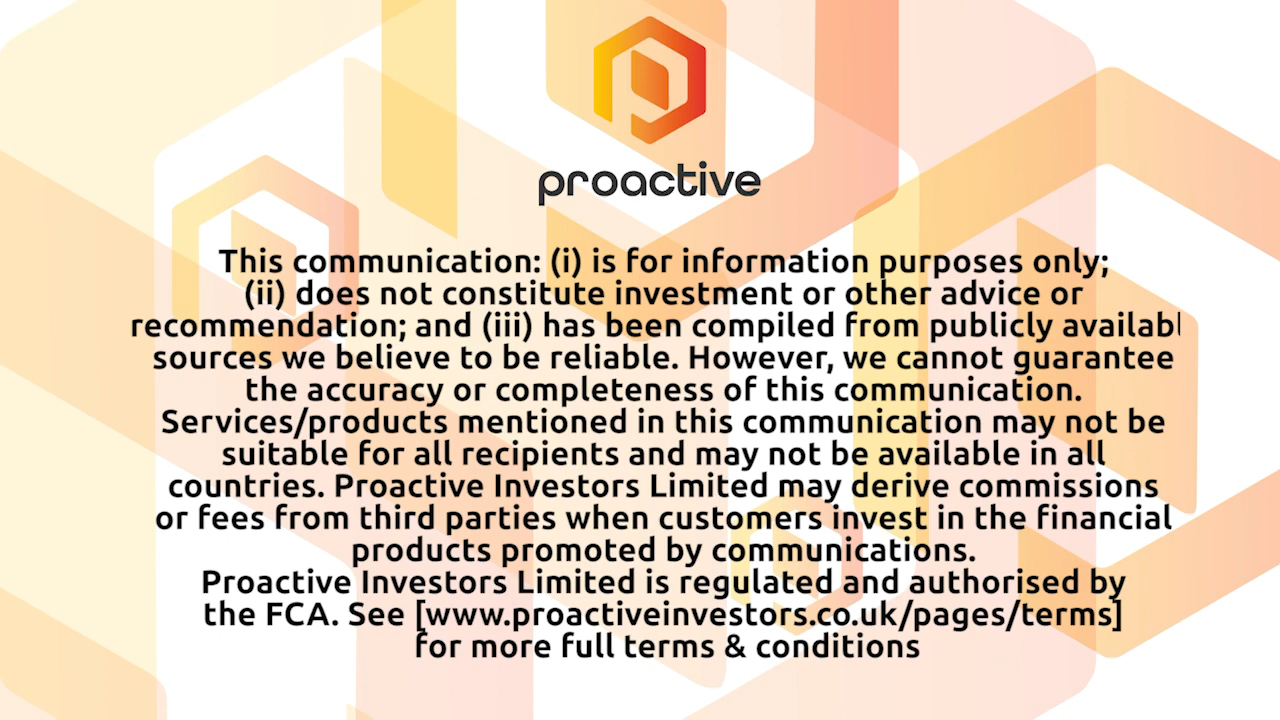 proactive
This communication: (i) is for information purposes only;
(ii) does not constitute investment or other advice or
recommendation; and (iii) has been compiled from publicly availabl
sources we believe to be reliable. However, we cannot guarantee
the accuracy or completeness of this communication.
Services/products mentioned in this communication may not be
suitable for all recipients and may not be available in all
countries. Proactive Investors Limited may derive commissions
or fees from third parties when customers invest in the financial
products promoted by communications.
Proactive Investors Limited is regulated and authorised by
the FCA. See [www.proactiveinvestors.co.uk/pages/terms]
for more full terms & conditions